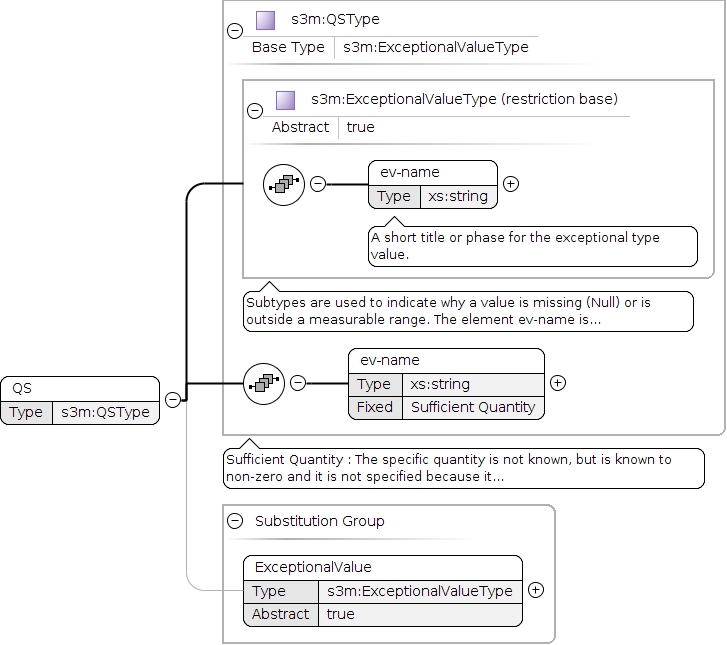 s3m:QSType
Base Type s3m:ExceptionalValueType
s3m:ExceptionalValueType (restriction base)
Abstract true
ev-name
Type xs:string
A short title or phase for the exceptional type
value.
Subtypes are used to indicate why a value is missing (Null) or is
outside a measurable range. The element ev-name is...
ev-name
Type xs:string
Fixed Sufficient Quantity
QS
Type s3m:QSType
Sufficient Quantity : The specific quantity is not known, but is known to
non-zero and it is not specified because it...
Substitution Group
ExceptionalValue
Type s3m:ExceptionalValueType
Abstract true